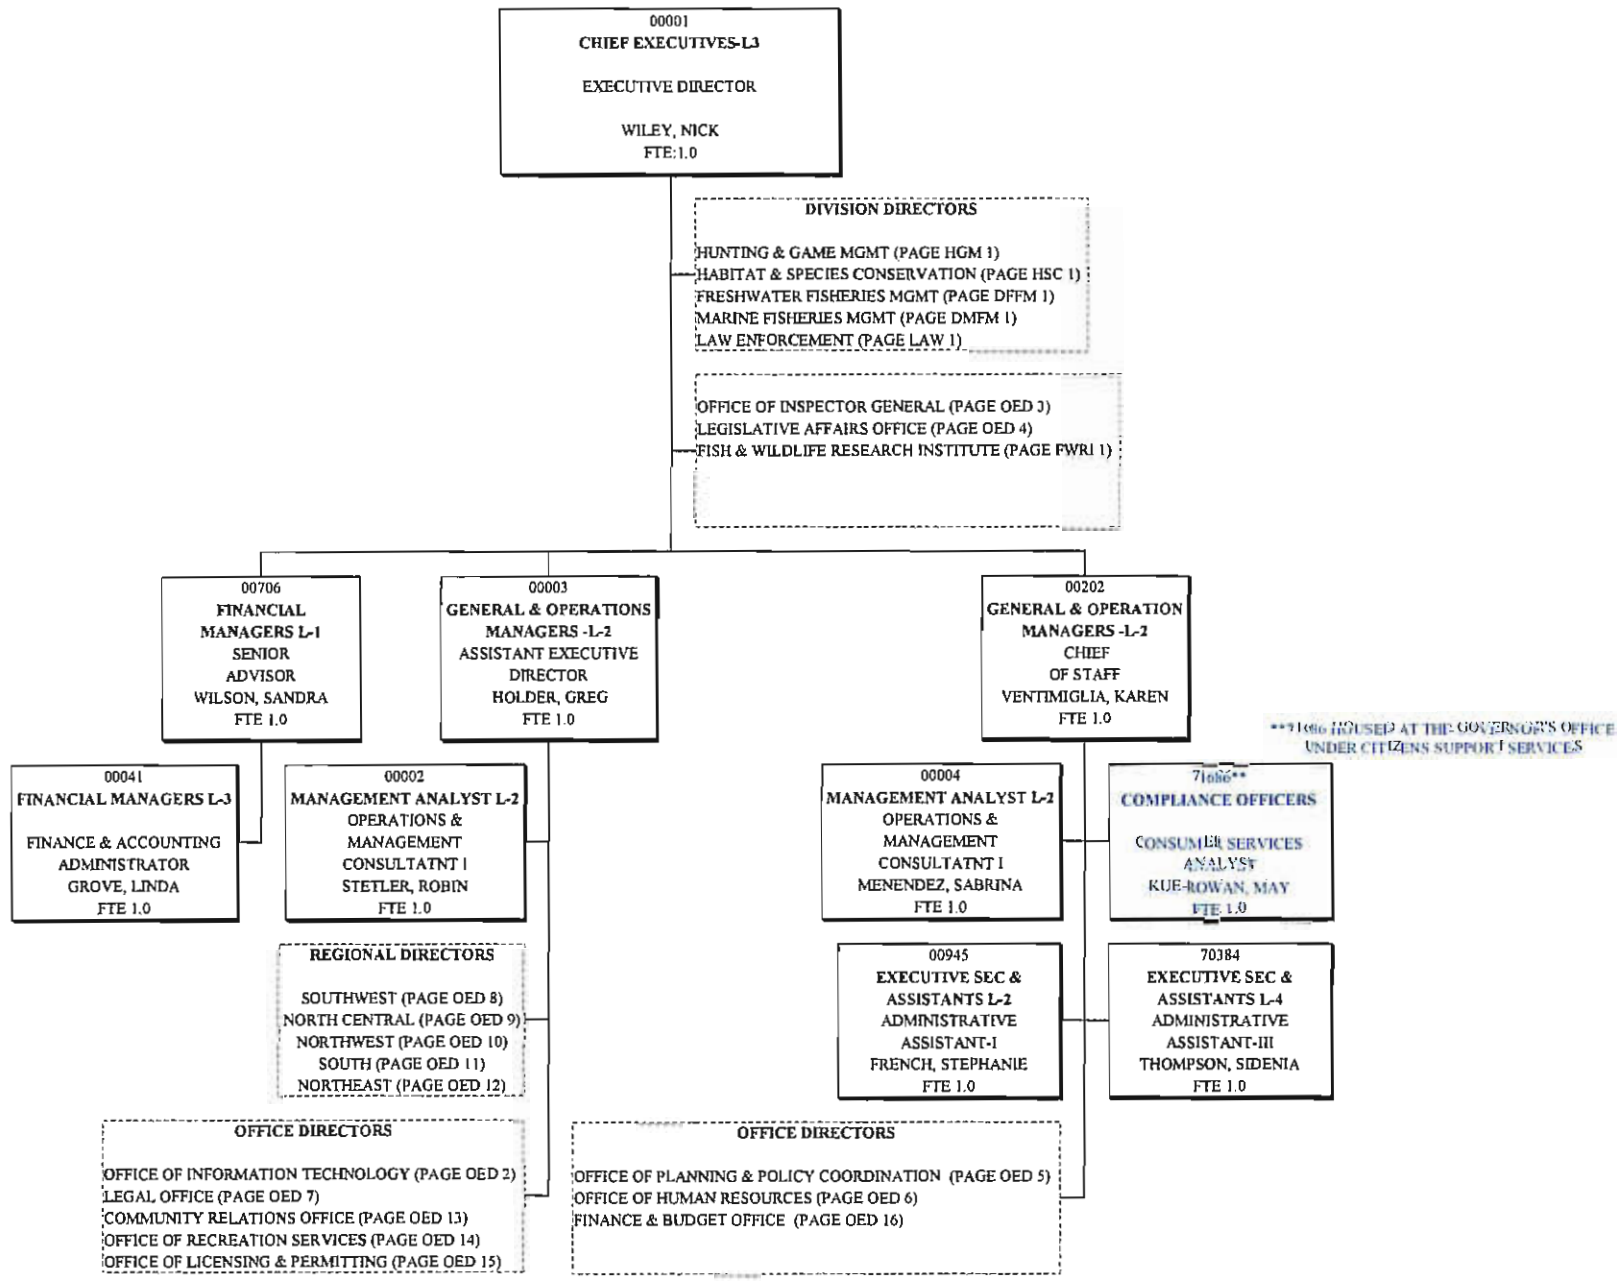 00001
CHIEF EXECUTIVES-L3
EXECUTIVE DIRECTOR
WILEY, NICK
FTE:1.0
DIVISION DIRECTORS
HUNTING & GAME MGMT (PAGE HGM 1)
HABITAT & SPECIES CONSERVATION (PAGE HSC 1)
FRESHWATER FISHERIES MGMT (PAGE DFFM 1)
MARINE FISHERIES MGMT (PAGE DMFM 1)
LAW ENFORCEMENT (PAGE LAW 1)
OFFICE OF INSPECTOR GENERAL (PAGE OED 3)
LEGISLATIVE AFFAIRS OFFICE (PAGE OED 4)
FISH & WILDLIFE RESEARCH INSTITUTE (PAGE FWRI 1)
00706
FINANCIAL
MANAGERS L-1
SENIOR
ADVISOR
WILSON, SANDRA
FTE 1.0
00003
GENERAL & OPERATIONS
MANAGERS -L-2
ASSISTANT EXECUTIVE
DIRECTOR
HOLDER, GREG
FTE 1.0
00202
GENERAL & OPERATION
MANAGERS -L-2
CHIEF
OF STAFF
VENTIMIGLIA, KAREN
FTE 1.0
**71686 HOUSED AT THE GOVERNOR'S OFFICE
UNDER CITIZENS SUPPORT SERVICES
00041
FINANCIAL MANAGERS L-3
FINANCE & ACCOUNTING
ADMINISTRATOR
GROVE, LINDA
FTE 1.0
00002
MANAGEMENT ANALYST L-2
OPERATIONS &
MANAGEMENT
CONSULTATNT I
STETLER, ROBIN
FTE 1.0
00004
MANAGEMENT ANALYST L-2
OPERATIONS &
MANAGEMENT
CONSULTATNT I
MENENDEZ, SABRINA
FTE 1.0
71686**
COMPLIANCE OFFICERS
CONSUMER SERVICES
ANALYST
KUE-ROWAN, MAY
FTE 1.0
REGIONAL DIRECTORS
SOUTHWEST (PAGE OED 8)
NORTH CENTRAL (PAGE OED 9)
NORTHWEST (PAGE OED 10)
SOUTH (PAGE OED 11)
NORTHEAST (PAGE OED 12)
00945
EXECUTIVE SEC &
ASSISTANTS L-2
ADMINISTRATIVE
ASSISTANT-I
FRENCH, STEPHANIE
FTE 1.0
70384
EXECUTIVE SEC &
ASSISTANTS L-4
ADMINISTRATIVE
ASSISTANT-III
THOMPSON, SIDENIA
FTE 1.0
OFFICE DIRECTORS
OFFICE OF INFORMATION TECHNOLOGY (PAGE OED 2)
LEGAL OFFICE (PAGE OED 7)
COMMUNITY RELATIONS OFFICE (PAGE OED 13)
OFFICE OF RECREATION SERVICES (PAGE OED 14)
OFFICE OF LICENSING & PERMITTING (PAGE OED 15)
OFFICE DIRECTORS
OFFICE OF PLANNING & POLICY COORDINATION (PAGE OED 5)
OFFICE OF HUMAN RESOURCES (PAGE OED 6)
FINANCE & BUDGET OFFICE (PAGE OED 16)